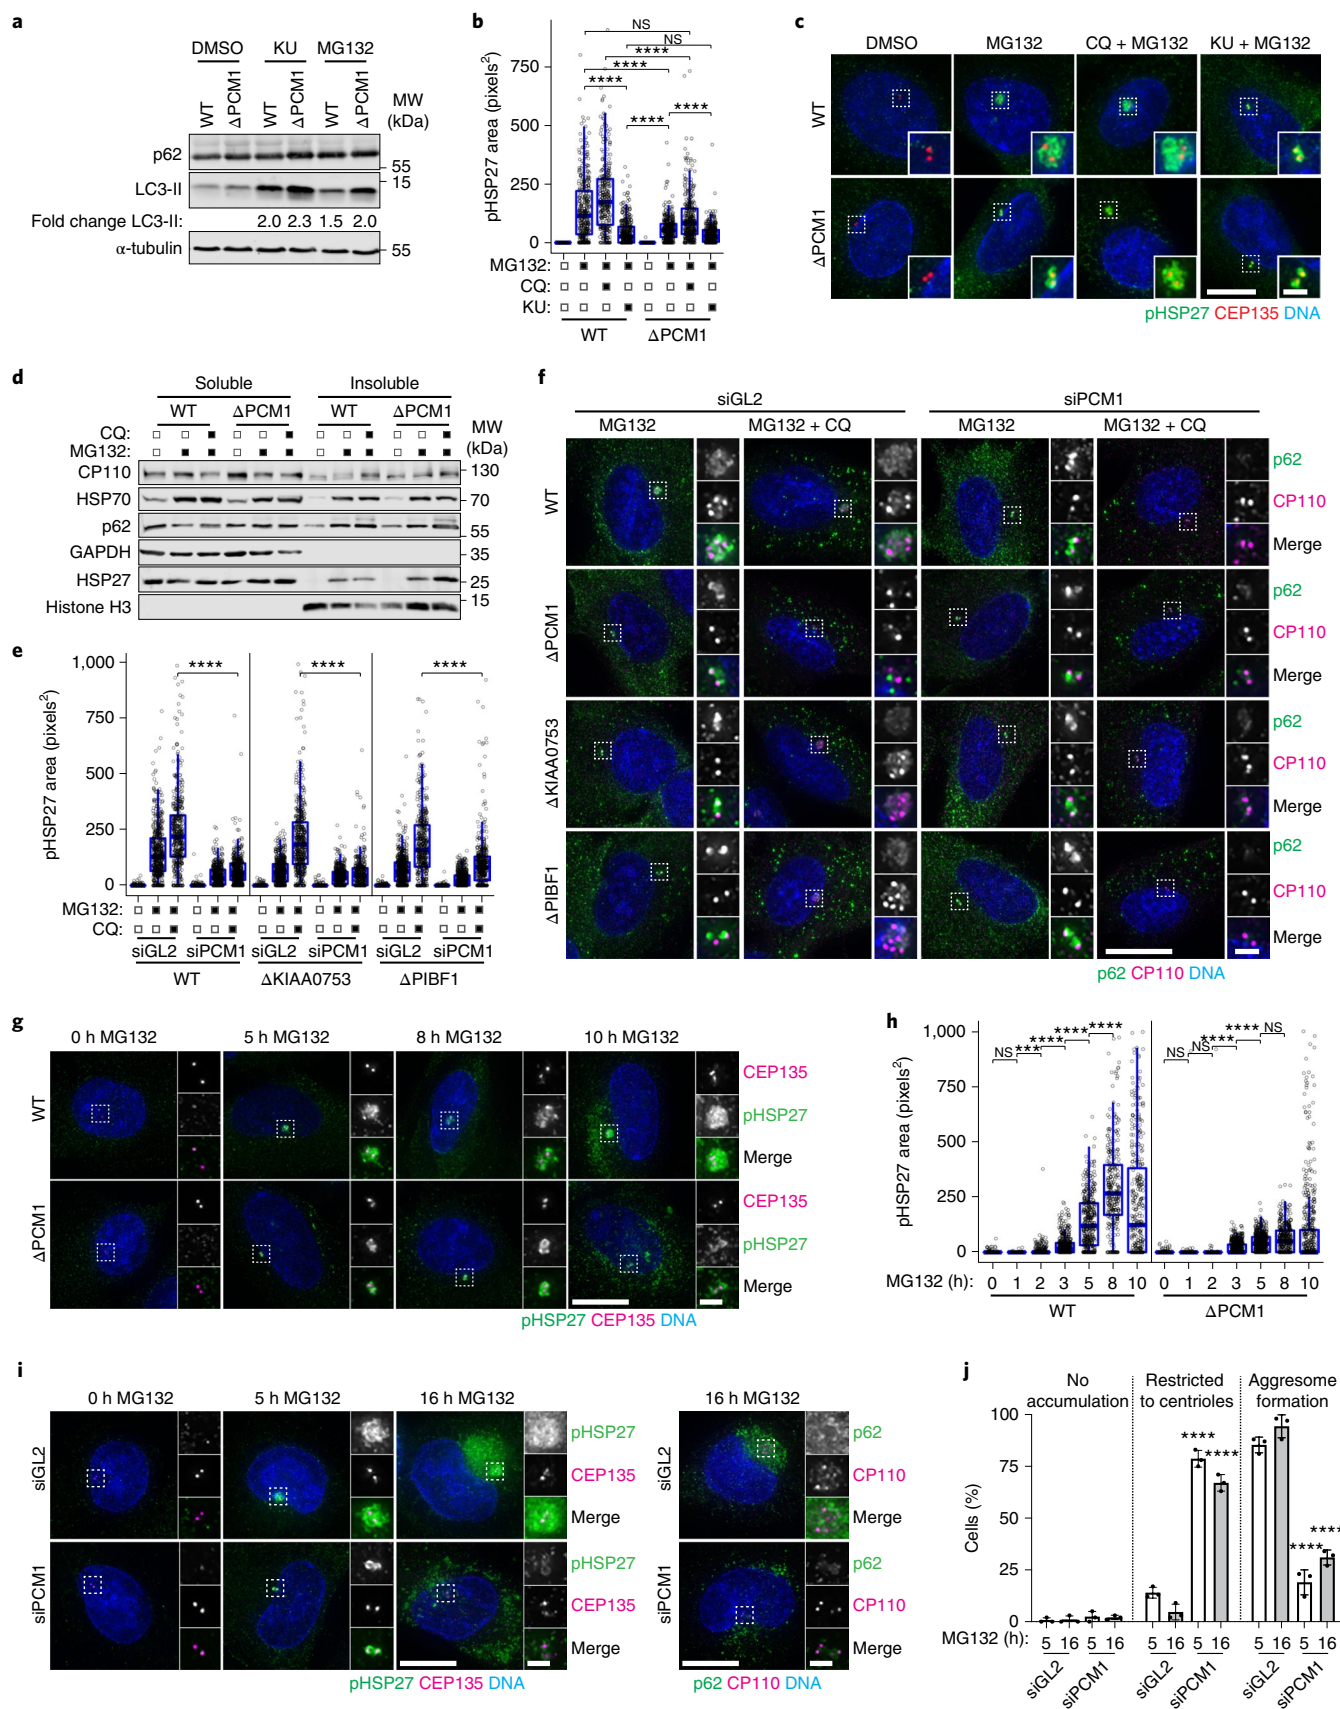 a
DMSO KU MG132
WT ΔPCM1 WT ΔPCM1 WT ΔPCM1 MW (kDa)
p62
55
15
LC3-II
Fold change LC3-II: 2.0 2.3 1.5 2.0
α-tubulin 55
b
NS
NS
****
****
****
****
****
750
500
250
0
pHSP27 area (pixels²)
MG132:
CQ:
KU:
WT ΔPCM1
c
DMSO MG132 CQ + MG132 KU + MG132
WT
ΔPCM1
pHSP27 CEP135 DNA
d
Soluble Insoluble
WT ΔPCM1 WT ΔPCM1 MW (kDa)
CQ:
MG132:
CP110 130
HSP70 70
p62 55
GAPDH 35
HSP27 25
Histone H3 15
e
1,000
750
500
250
0
pHSP27 area (pixels²)
**** **** ****
MG132:
CQ:
siGL2 siPCM1 siGL2 siPCM1 siGL2 siPCM1
WT ΔKIAA0753 ΔPIBF1
f
siGL2 siPCM1
MG132 MG132 + CQ MG132 MG132 + CQ
WT
p62
CP110
Merge
ΔPCM1
p62
CP110
Merge
ΔKIAA0753
p62
CP110
Merge
ΔPIBF1
p62
CP110
Merge
p62 CP110 DNA
g
0 h MG132 5 h MG132 8 h MG132 10 h MG132
WT
CEP135
pHSP27
Merge
ΔPCM1
CEP135
pHSP27
Merge
pHSP27 CEP135 DNA
h
1,000
750
500
250
0
pHSP27 area (pixels²)
NS *** **** **** ****
NS NS **** **** NS
MG132 (h): 0 1 2 3 5 8 10 0 1 2 3 5 8 10
WT ΔPCM1
i
0 h MG132 5 h MG132 16 h MG132 16 h MG132
siGL2
pHSP27
CEP135
Merge
siPCM1
pHSP27
CEP135
Merge
pHSP27 CEP135 DNA
siGL2
p62
CP110
Merge
siPCM1
p62
CP110
Merge
p62 CP110 DNA
j
No accumulation
Restricted to centrioles
Aggresome formation
100
75
50
25
0
Cells (%)
**** ****
**** ****
MG132 (h): 5 16 5 16 5 16 5 16 5 16 5 16
siGL2 siPCM1 siGL2 siPCM1 siGL2 siPCM1